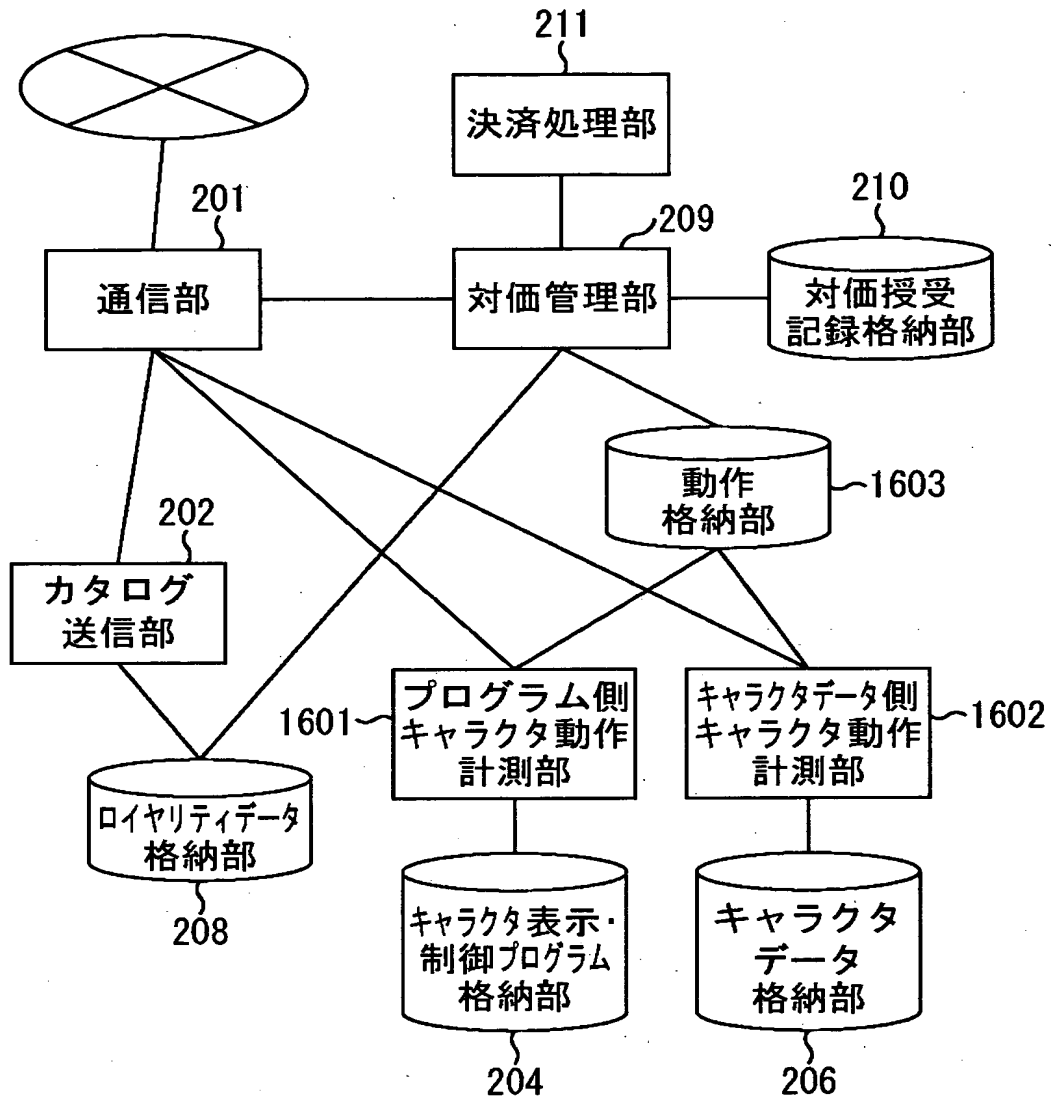 211
決済処理部
201
209
210
通信部
対価管理部
対価授受
記録格納部
動作
格納部
1603
202
カタログ
送信部
1601
プログラム側
キャラクタ動作
計測部
キャラクタデータ側
キャラクタ動作
計測部
1602
ロイヤリティデータ
格納部
208
キャラクタ表示・
制御プログラム
格納部
キャラクタ
データ
格納部
204
206